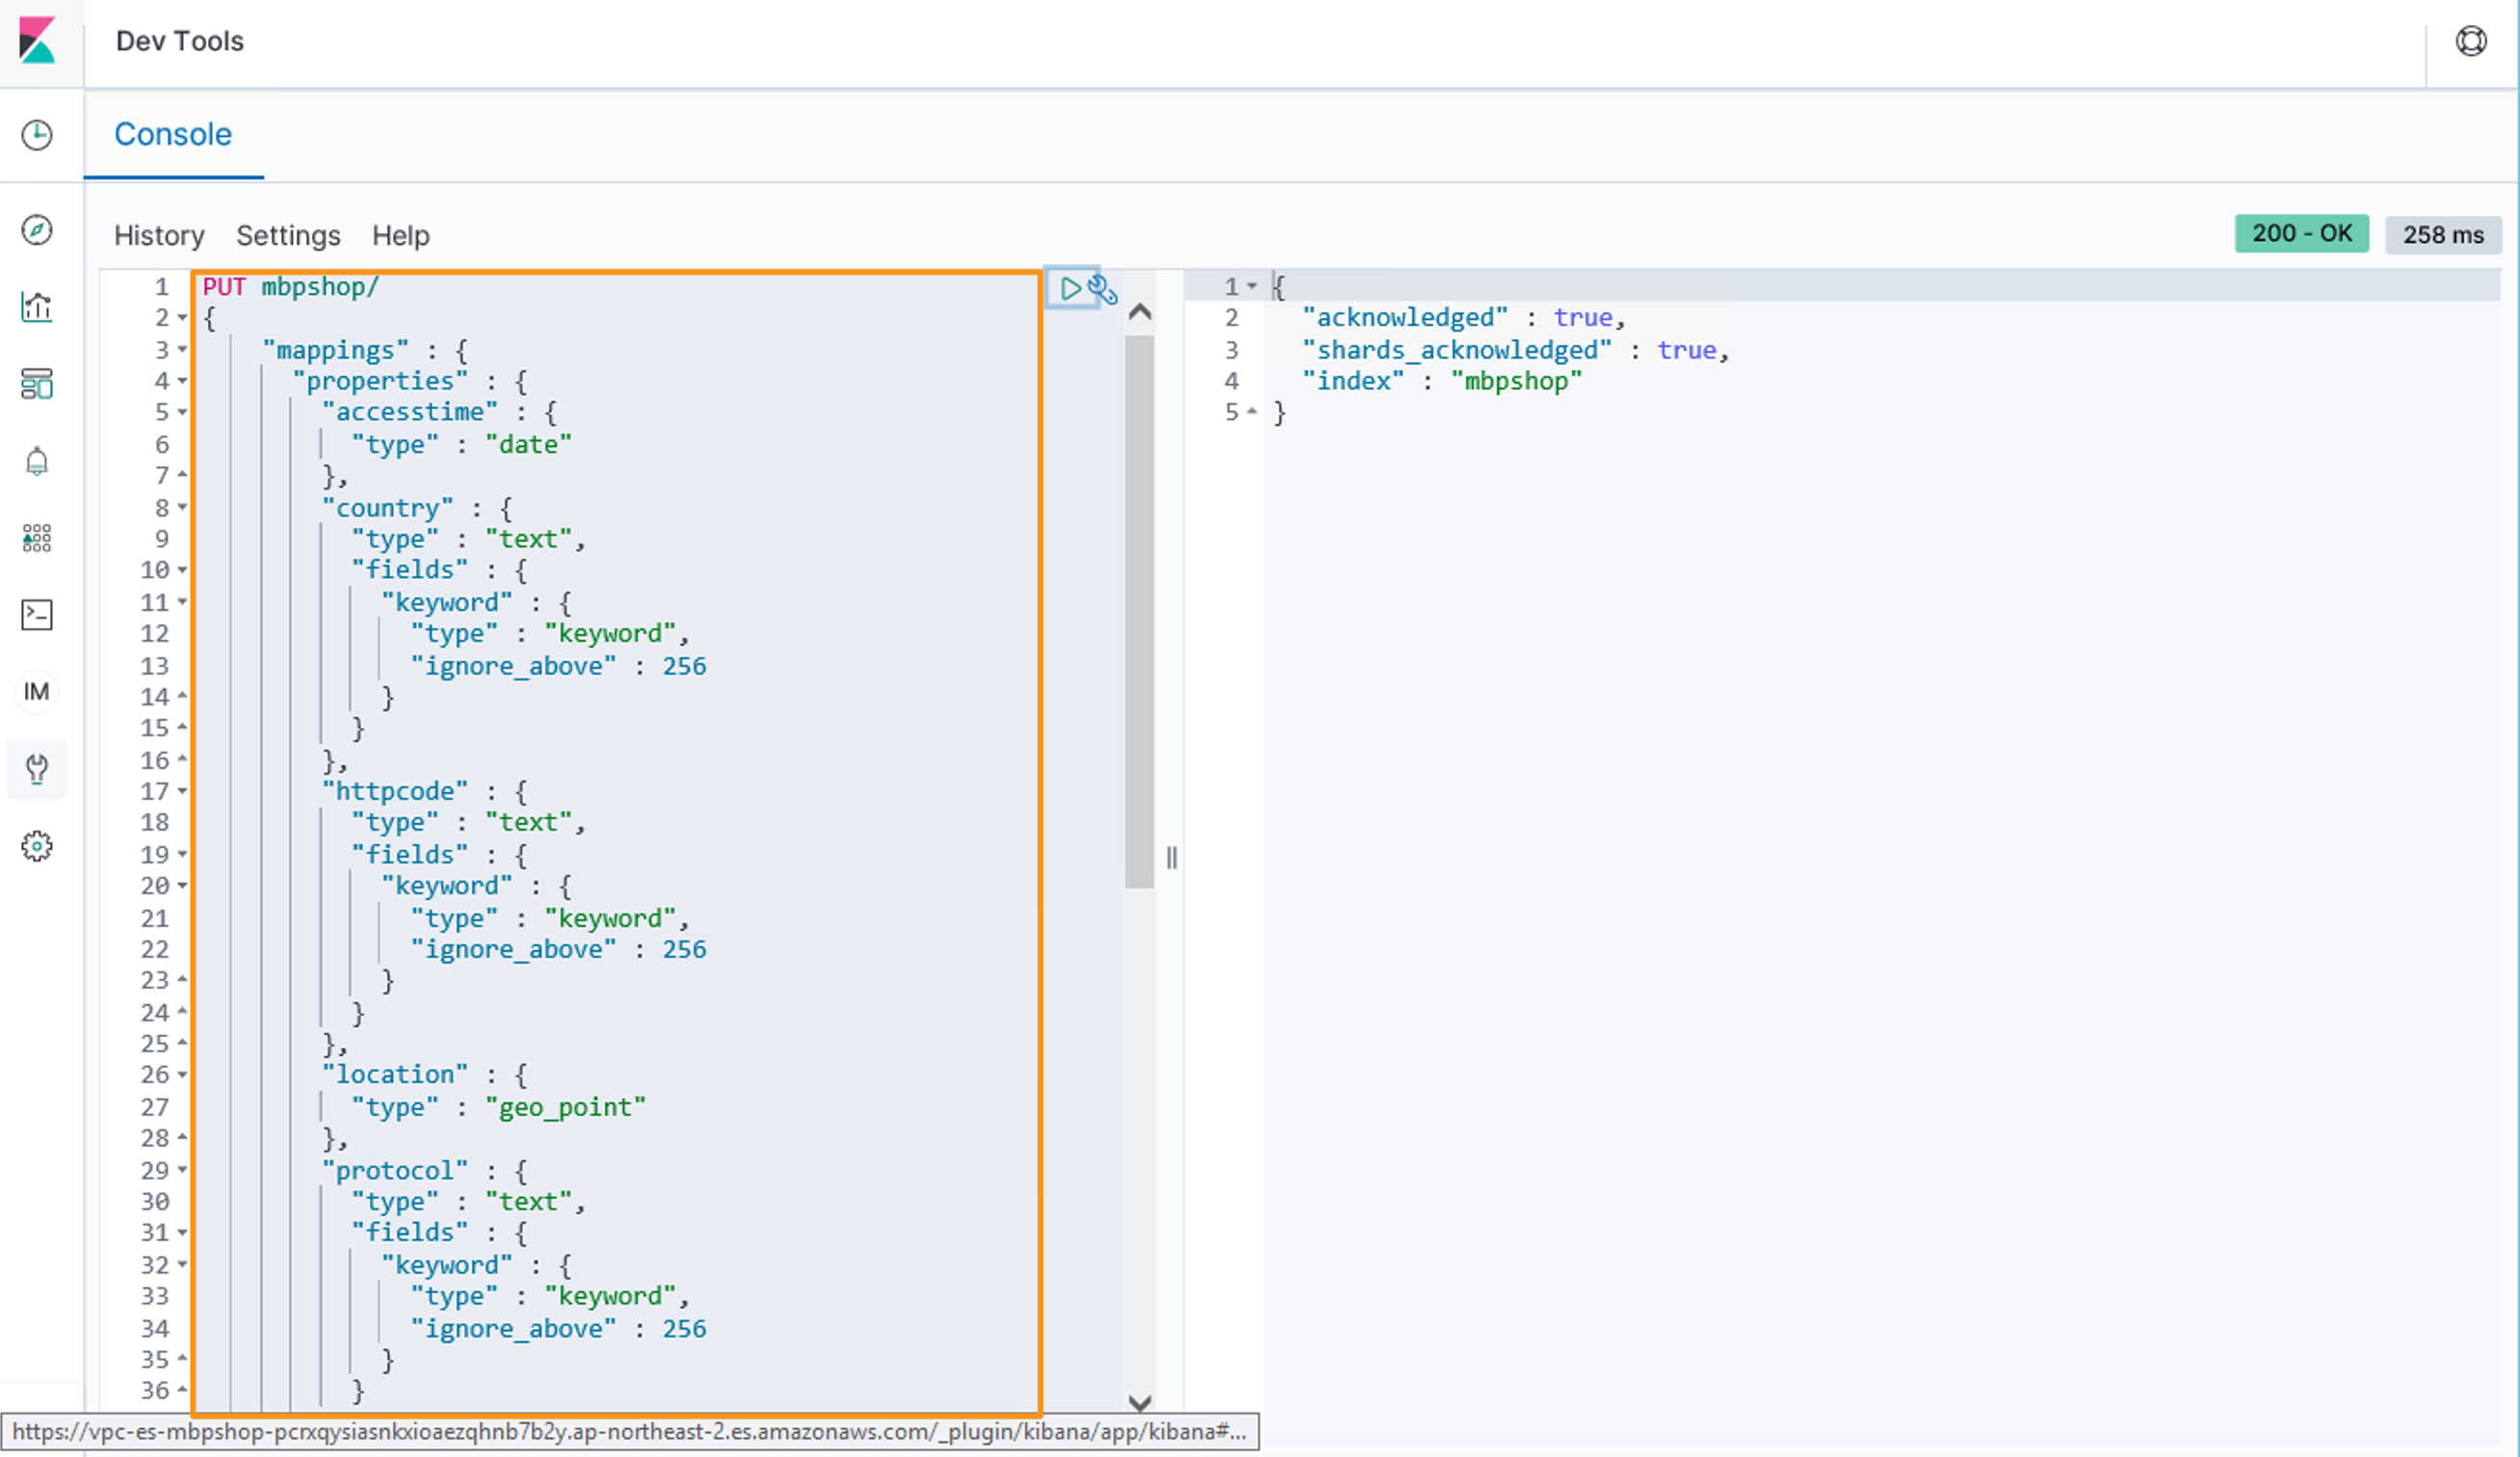 Dev Tools
Console
History Settings Help
200 - OK 258 ms
1 PUT mbpshop/
2 {
3 "mappings" : {
4 "properties" : {
5 "accesstime" : {
6 "type" : "date"
7 },
8 "country" : {
9 "type" : "text",
10 "fields" : {
11 "keyword" : {
12 "type" : "keyword",
13 "ignore_above" : 256
14 }
15 }
16 },
17 "httpcode" : {
18 "type" : "text",
19 "fields" : {
20 "keyword" : {
21 "type" : "keyword",
22 "ignore_above" : 256
23 }
24 }
25 },
26 "location" : {
27 "type" : "geo_point"
28 },
29 "protocol" : {
30 "type" : "text",
31 "fields" : {
32 "keyword" : {
33 "type" : "keyword",
34 "ignore_above" : 256
35 }
36 }
1 {
2 "acknowledged" : true,
3 "shards_acknowledged" : true,
4 "index" : "mbpshop"
5 }
IM
https://vpc-es-mbpshop-pcrxqysiasnkxioaezqhnb7b2y.ap-northeast-2.es.amazonaws.com/_plugin/kibana/app/kibana#...